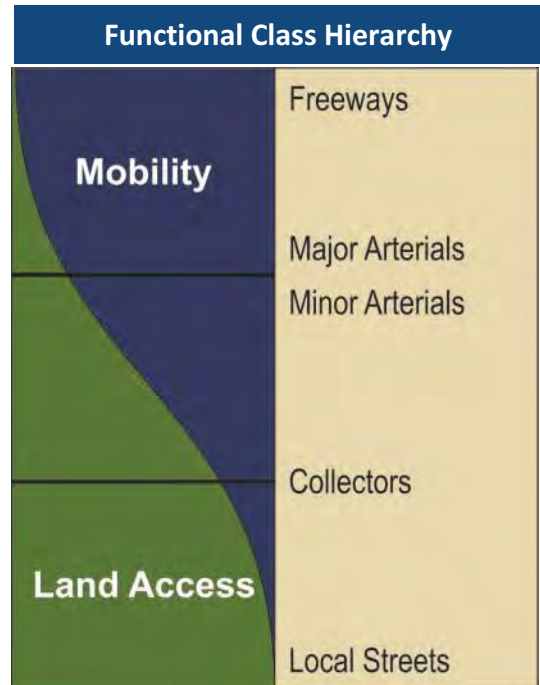 Functional Class Hierarchy
Mobility
Freeways
Major Arterials
Minor Arterials
Collectors
Land Access
Local Streets